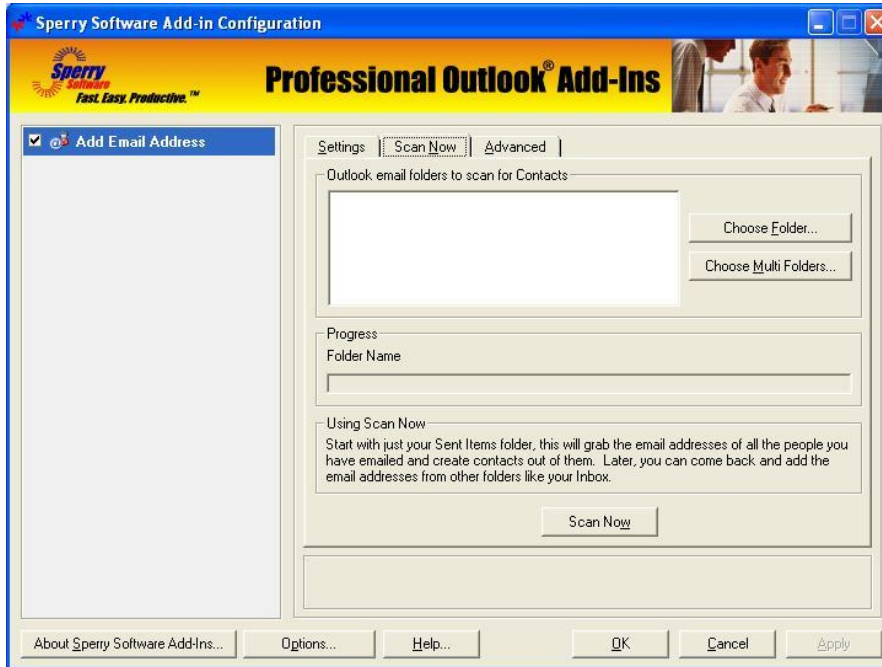 Sperry Software Add-in Configuration
Sperry
Software
Fast. Easy. Productive.™
Professional Outlook® Add-Ins
Add Email Address
Settings
Scan Now
Advanced
Outlook email folders to scan for Contacts
Choose Folder...
Choose Multi Folders...
Progress
Folder Name
Using Scan Now
Start with just your Sent Items folder, this will grab the email addresses of all the people you
have emailed and create contacts out of them. Later, you can come back and add the
email addresses from other folders like your Inbox.
Scan Now
About Sperry Software Add-Ins...
Options...
Help...
OK
Cancel
Apply